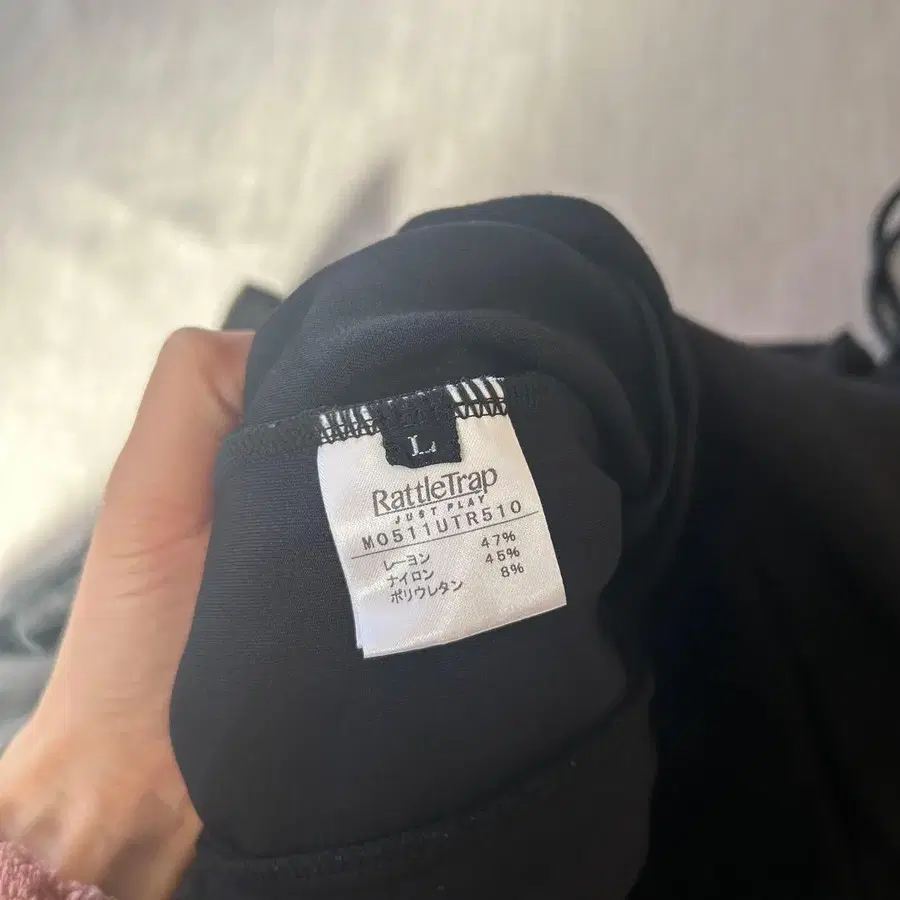 L
RattleTrap
JUST PLAY
MO511UTR510
レーヨン 47%
ナイロン 45%
ポリウレタン 8%